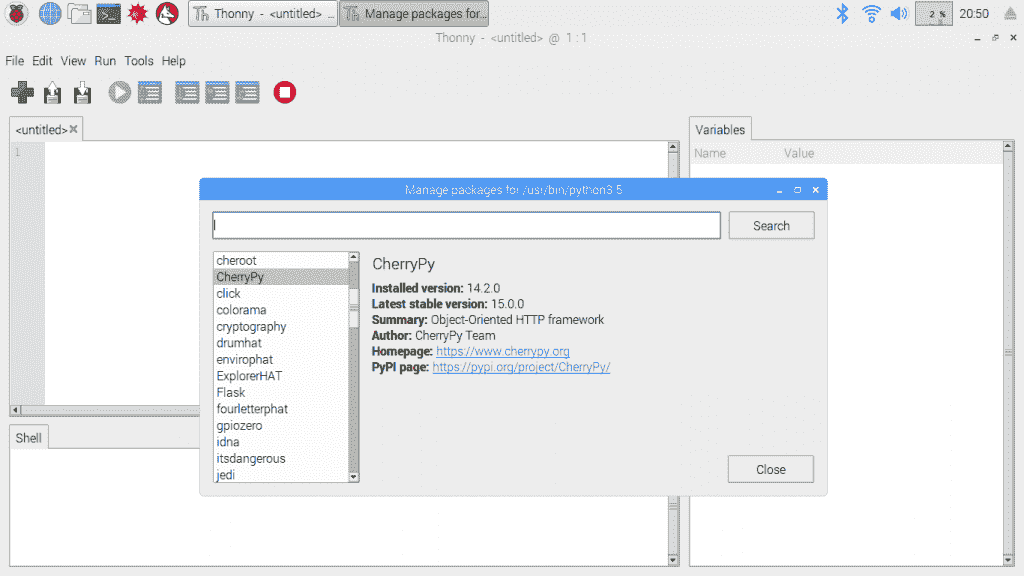 Thonny - <untitled> ...
Manage packages for...
2 %
20:50
Thonny - <untitled> @ 1 : 1
File Edit View Run Tools Help
<untitled>
Variables
1
Name Value
Manage packages for /usr/bin/python3.5
Search
cheroot
CherryPy
click
colorama
cryptography
drumhat
envirophat
ExplorerHAT
Flask
fourletterphat
gpiozero
idna
itsdangerous
jedi
CherryPy
Installed version: 14.2.0
Latest stable version: 15.0.0
Summary: Object-Oriented HTTP framework
Author: CherryPy Team
Homepage: https://www.cherrypy.org
PyPI page: https://pypi.org/project/CherryPy/
Close
Shell